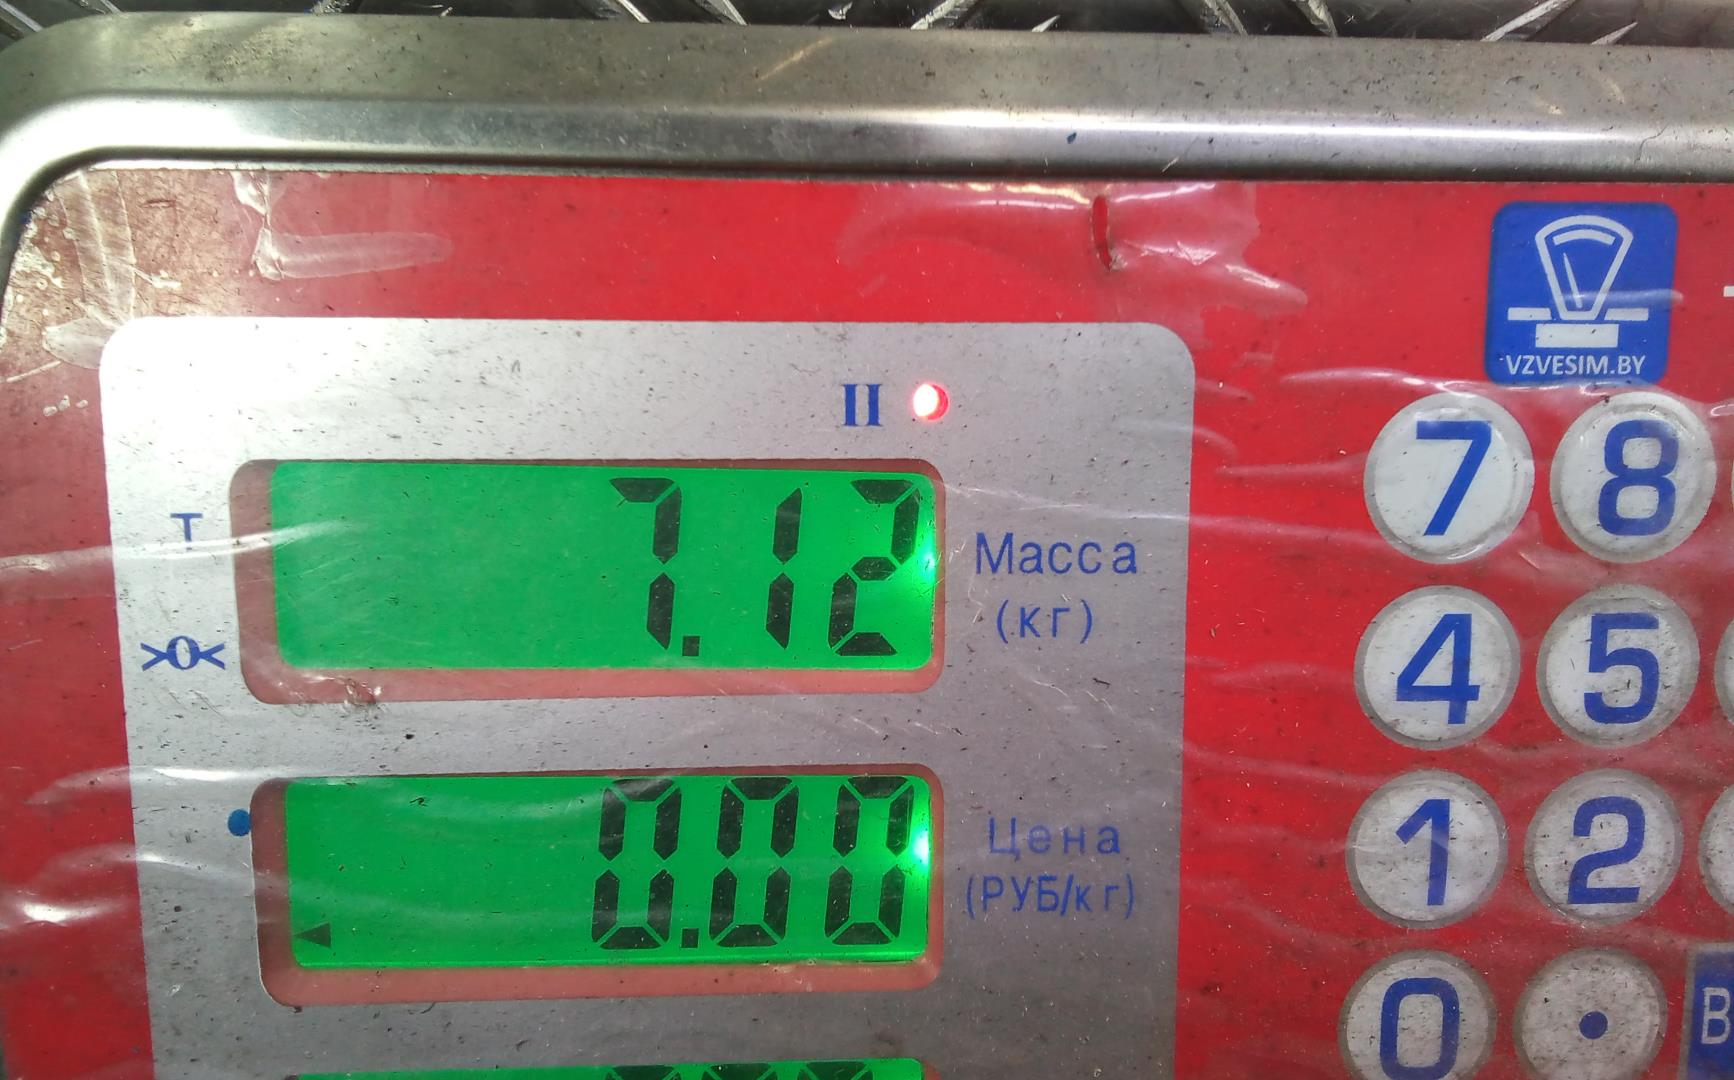 VZVESIM.BY
II
7.12
Масса
(кг)
T
>0<
0.00
Цена
(РУБ/кг)
7 8
4 5
1 2
0 .